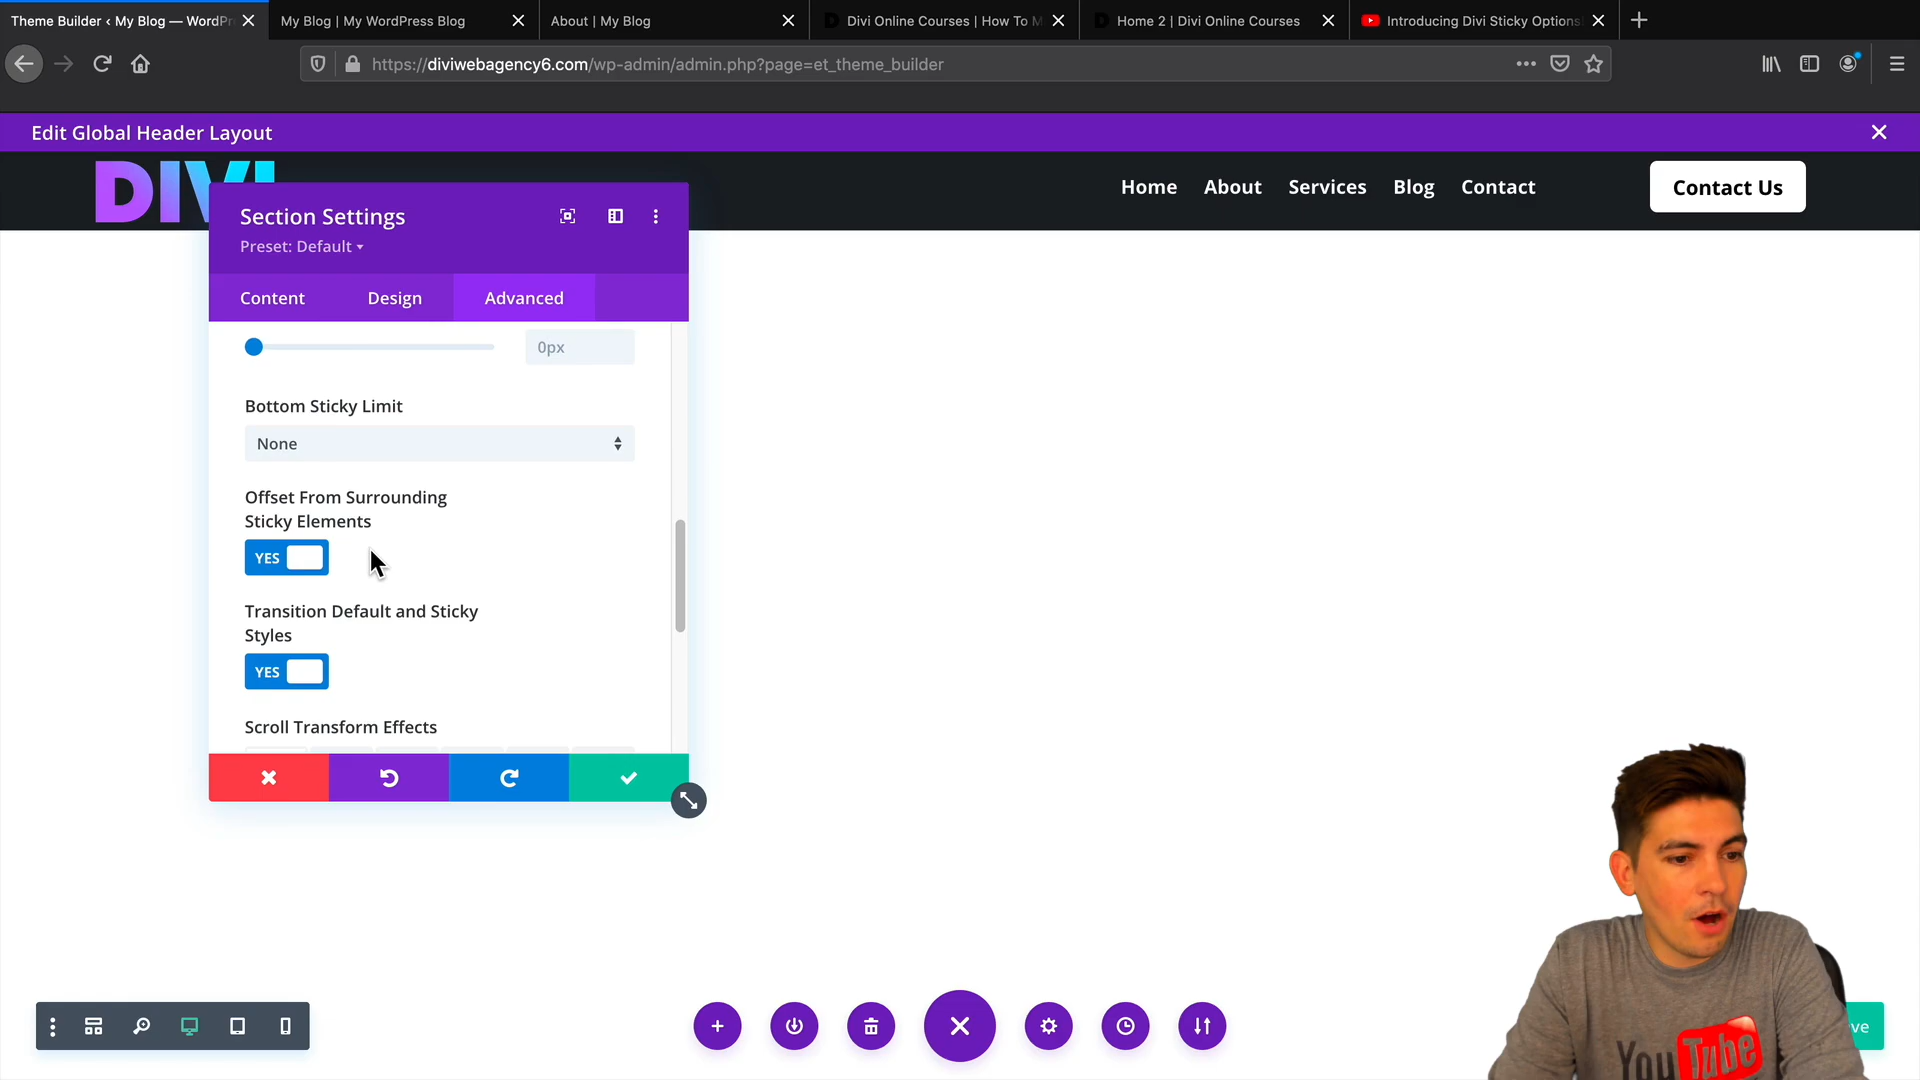 Theme Builder ‹ My Blog — WordPr
My Blog | My WordPress Blog
About | My Blog
Divi Online Courses | How To M
Home 2 | Divi Online Courses
Introducing Divi Sticky Options
https://diviwebagency6.com/wp-admin/admin.php?page=et_theme_builder
Edit Global Header Layout
DIVI
Home
About
Services
Blog
Contact
Contact Us
Section Settings
Preset: Default
Content
Design
Advanced
0px
Bottom Sticky Limit
None
Offset From Surrounding
Sticky Elements
YES
Transition Default and Sticky
Styles
YES
Scroll Transform Effects
ve
YouTube